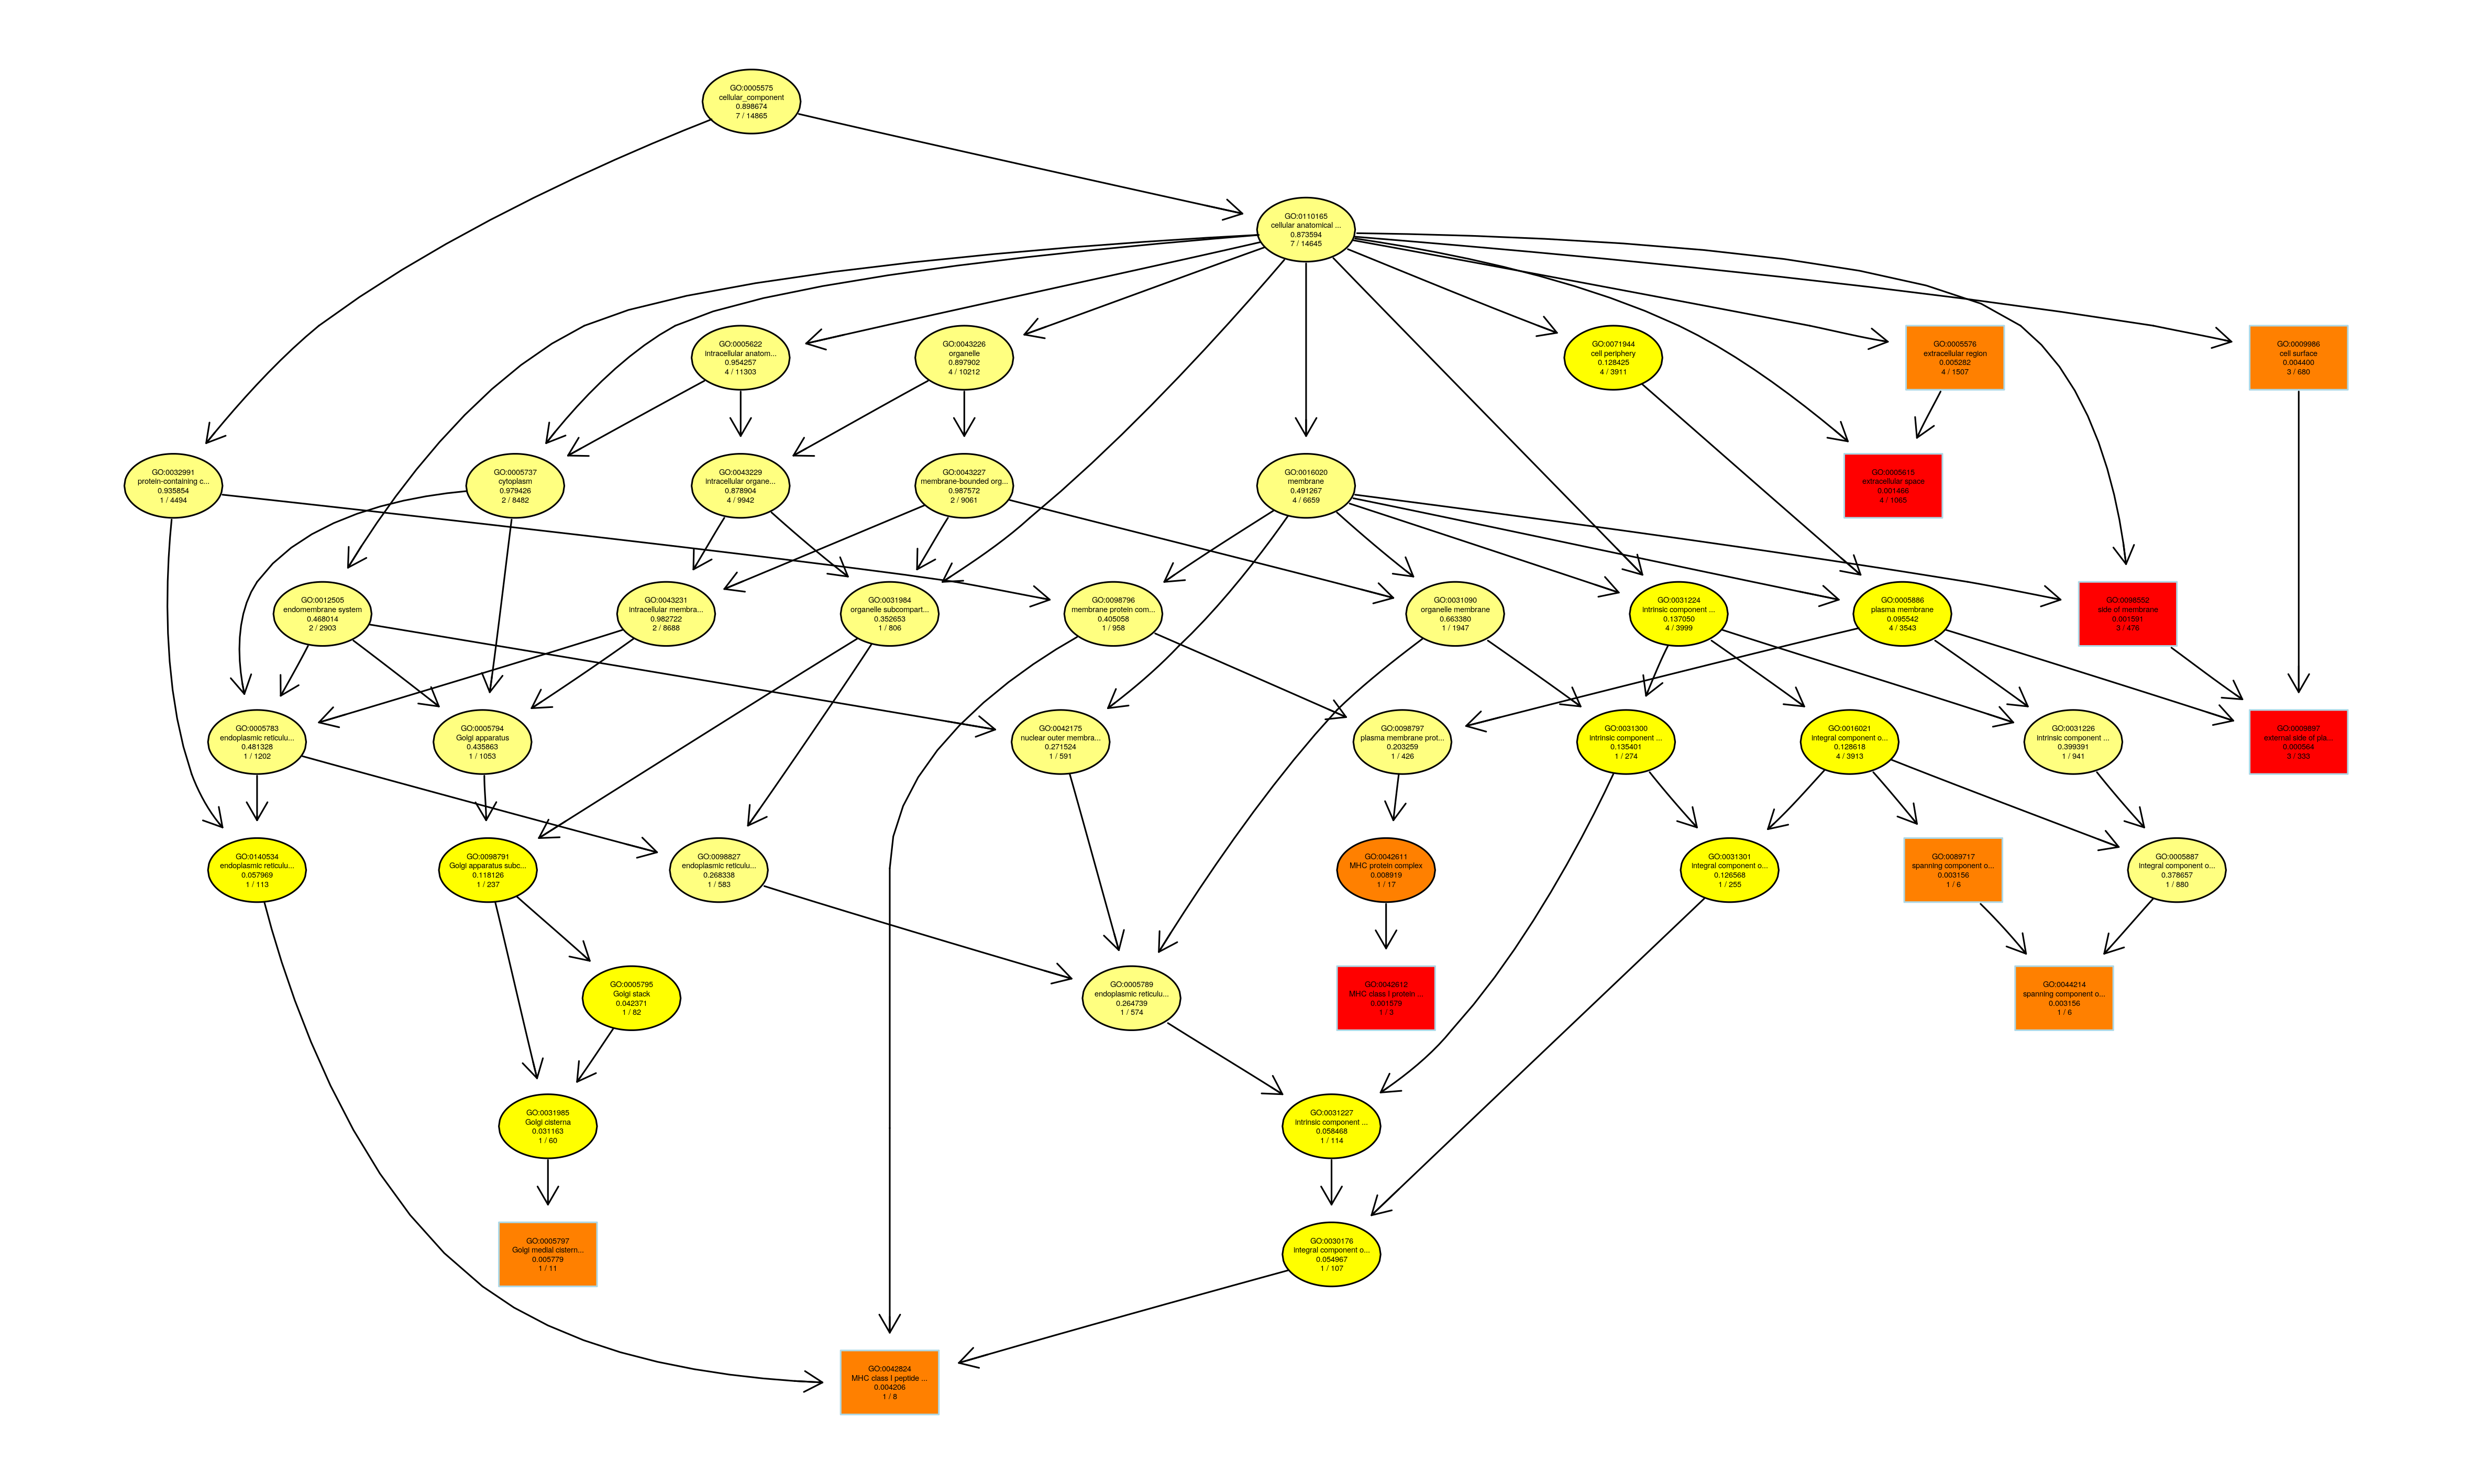 GO:0005575
cellular_component
0.898674
7 / 14865
GO:0110165
cellular anatomical ...
0.873594
7 / 14645
GO:0005622
intracellular anatom...
0.954257
4 / 11303
GO:0043226
organelle
0.897902
4 / 10212
GO:0071944
cell periphery
0.128425
4 / 3911
GO:0005576
extracellular region
0.005282
4 / 1507
GO:0009986
cell surface
0.004400
3 / 680
GO:0032991
protein-containing c...
0.935854
1 / 4494
GO:0005737
cytoplasm
0.979426
2 / 8482
GO:0043229
intracellular organe...
0.878904
4 / 9942
GO:0043227
membrane-bounded org...
0.987572
2 / 9061
GO:0016020
membrane
0.491267
4 / 6659
GO:0005615
extracellular space
0.001468
4 / 1065
GO:0012505
endomembrane system
0.468014
2 / 2903
GO:0043231
intracellular membra...
0.982722
2 / 8688
GO:0031984
organelle subcompart...
0.352653
1 / 806
GO:0098796
membrane protein com...
0.405058
1 / 958
GO:0031090
organelle membrane
0.663380
1 / 1947
GO:0031224
intrinsic component ...
0.137050
4 / 3999
GO:0005886
plasma membrane
0.095542
4 / 3543
GO:0098552
side of membrane
0.001591
3 / 476
GO:0005783
endoplasmic reticulu...
0.481328
1 / 1202
GO:0005794
Golgi apparatus
0.435863
1 / 1053
GO:0042175
nuclear outer membra...
0.271524
1 / 591
GO:0098797
plasma membrane prot...
0.203259
1 / 426
GO:0031300
intrinsic component ...
0.135401
1 / 274
GO:0016021
integral component o...
0.128618
4 / 3913
GO:0031226
intrinsic component ...
0.399391
1 / 941
GO:0009897
external side of pla...
0.000564
3 / 333
GO:0140534
endoplasmic reticulu...
0.057969
1 / 113
GO:0098791
Golgi apparatus subc...
0.118126
1 / 237
GO:0098827
endoplasmic reticulu...
0.268338
1 / 583
GO:0042611
MHC protein complex
0.008919
1 / 17
GO:0031301
integral component o...
0.126568
1 / 255
GO:0089717
spanning component o...
0.003156
1 / 6
GO:0005887
integral component o...
0.378657
1 / 880
GO:0005795
Golgi stack
0.042371
1 / 82
GO:0005789
endoplasmic reticulu...
0.264739
1 / 574
GO:0042612
MHC class I protein ...
0.001579
1 / 3
GO:0044214
spanning component o...
0.003156
1 / 6
GO:0031985
Golgi cisterna
0.031163
1 / 60
GO:0031227
intrinsic component ...
0.058468
1 / 114
GO:0005797
Golgi medial cistern...
0.005779
1 / 11
GO:0030176
integral component o...
0.054967
1 / 107
GO:0042824
MHC class I peptide ...
0.004206
1 / 8